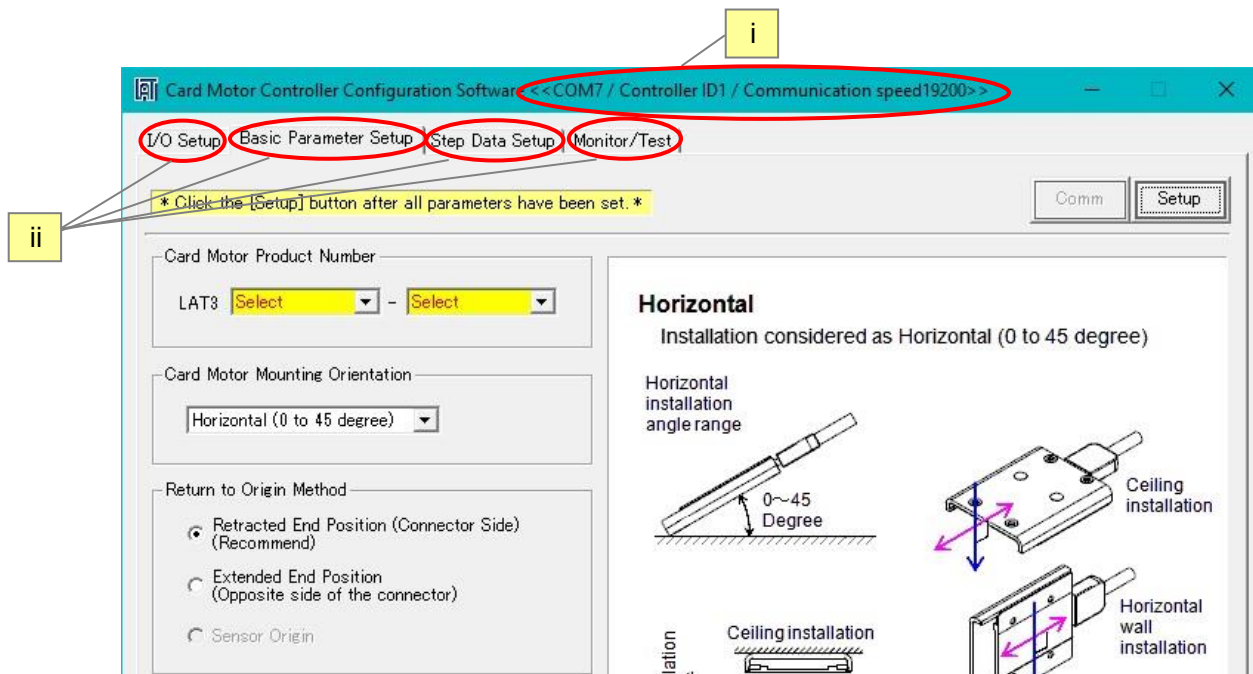 i
Card Motor Controller Configuration Software <<COM7 / Controller ID1 / Communication speed19200>>
I/O Setup
Basic Parameter Setup
Step Data Setup
Monitor/Test
* Click the [Setup] button after all parameters have been set. *
Comm
Setup
ii
Card Motor Product Number
LAT3 Select - Select
Card Motor Mounting Orientation
Horizontal (0 to 45 degree)
Return to Origin Method
Retracted End Position (Connector Side)
(Recommend)
Extended End Position
(Opposite side of the connector)
Sensor Origin
Horizontal
Installation considered as Horizontal (0 to 45 degree)
Horizontal
installation
angle range
0～45
Degree
Ceiling
installation
Ceiling installation
Horizontal
wall
installation